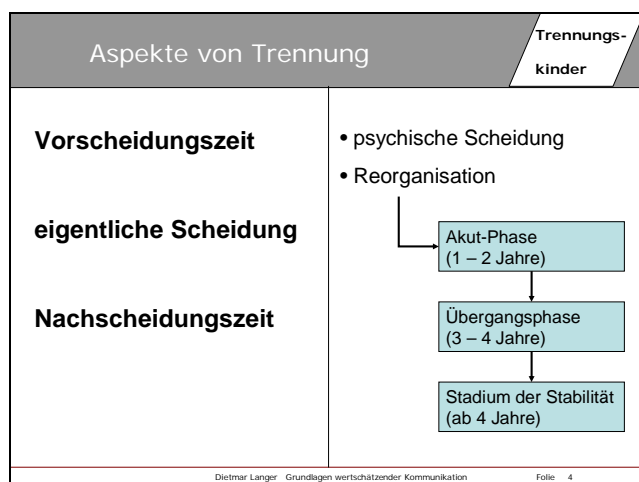 Aspekte von Trennung
Trennungs-
kinder
Vorscheidungszeit
eigentliche Scheidung
Nachscheidungszeit
• psychische Scheidung
• Reorganisation
Akut-Phase
(1 – 2 Jahre)
Übergangsphase
(3 – 4 Jahre)
Stadium der Stabilität
(ab 4 Jahre)
Dietmar Langer Grundlagen wertschätzender Kommunikation Folie 4